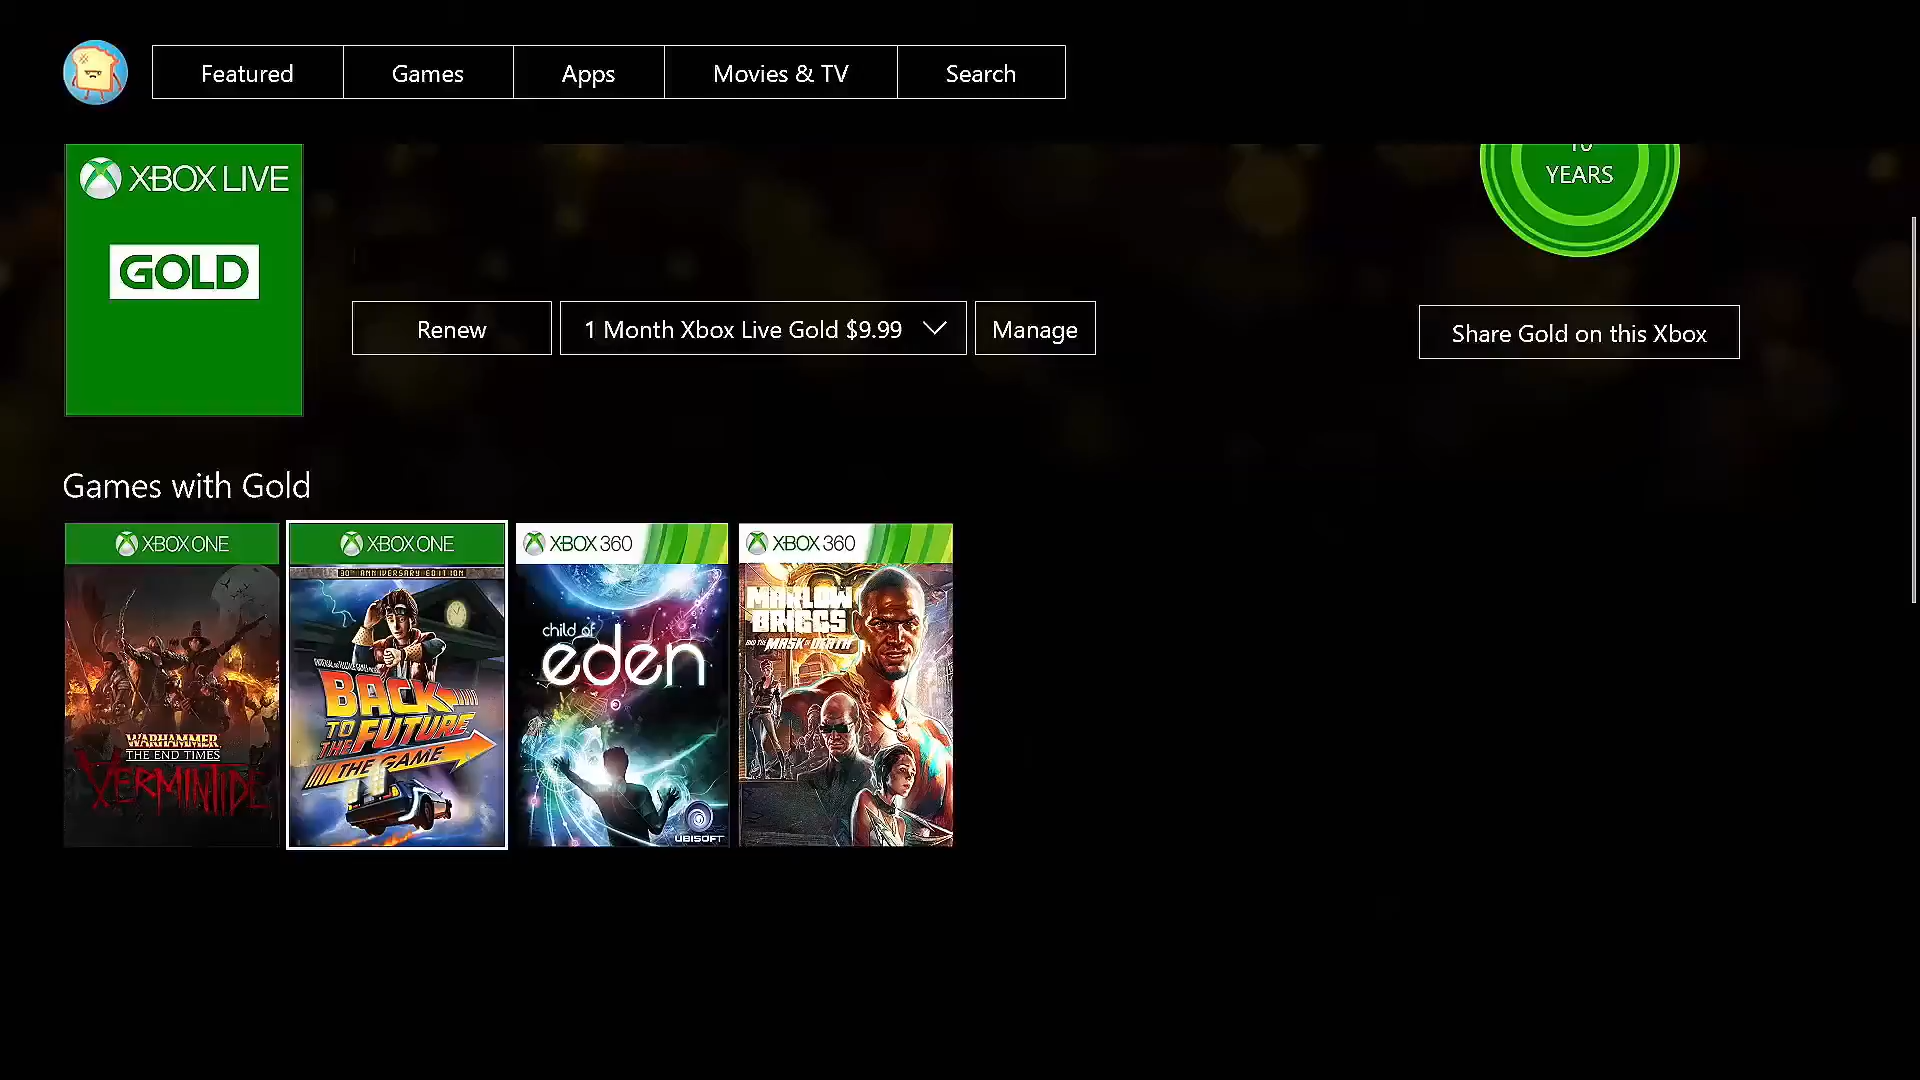 Featured
Games
Apps
Movies & TV
Search
XBOX LIVE
GOLD
YEARS
Renew
1 Month Xbox Live Gold $9.99
Manage
Share Gold on this Xbox
Games with Gold
XBOX ONE
WARHAMMER
THE END TIMES
VERMINTIDE
XBOX ONE
30TH ANNIVERSARY EDITION
BACK
TO
THE FUTURE
THE GAME
XBOX 360
child of
eden
UBISOFT
XBOX 360
MARLOW
BRIGGS
AND THE MASK OF DEATH